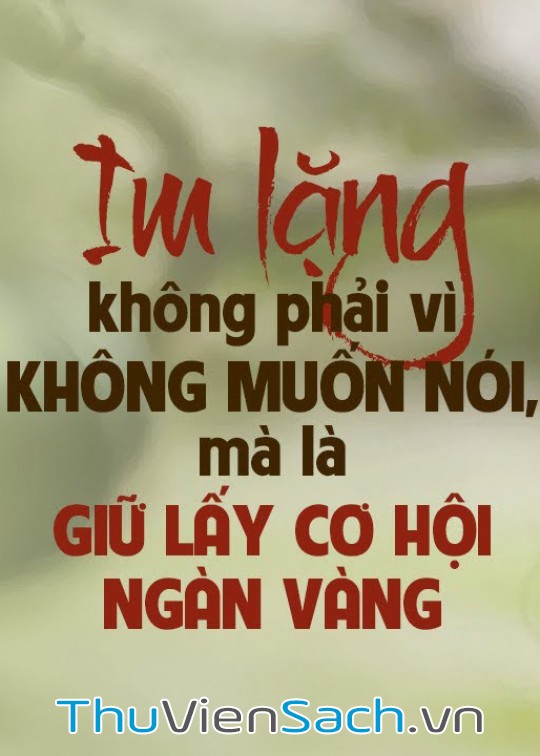 Im lặng
không phải vì
KHÔNG MUỐN NÓI,
mà là
GIỮ LẤY CƠ HỘI
NGÀN VÀNG
ThuVienSach.vn